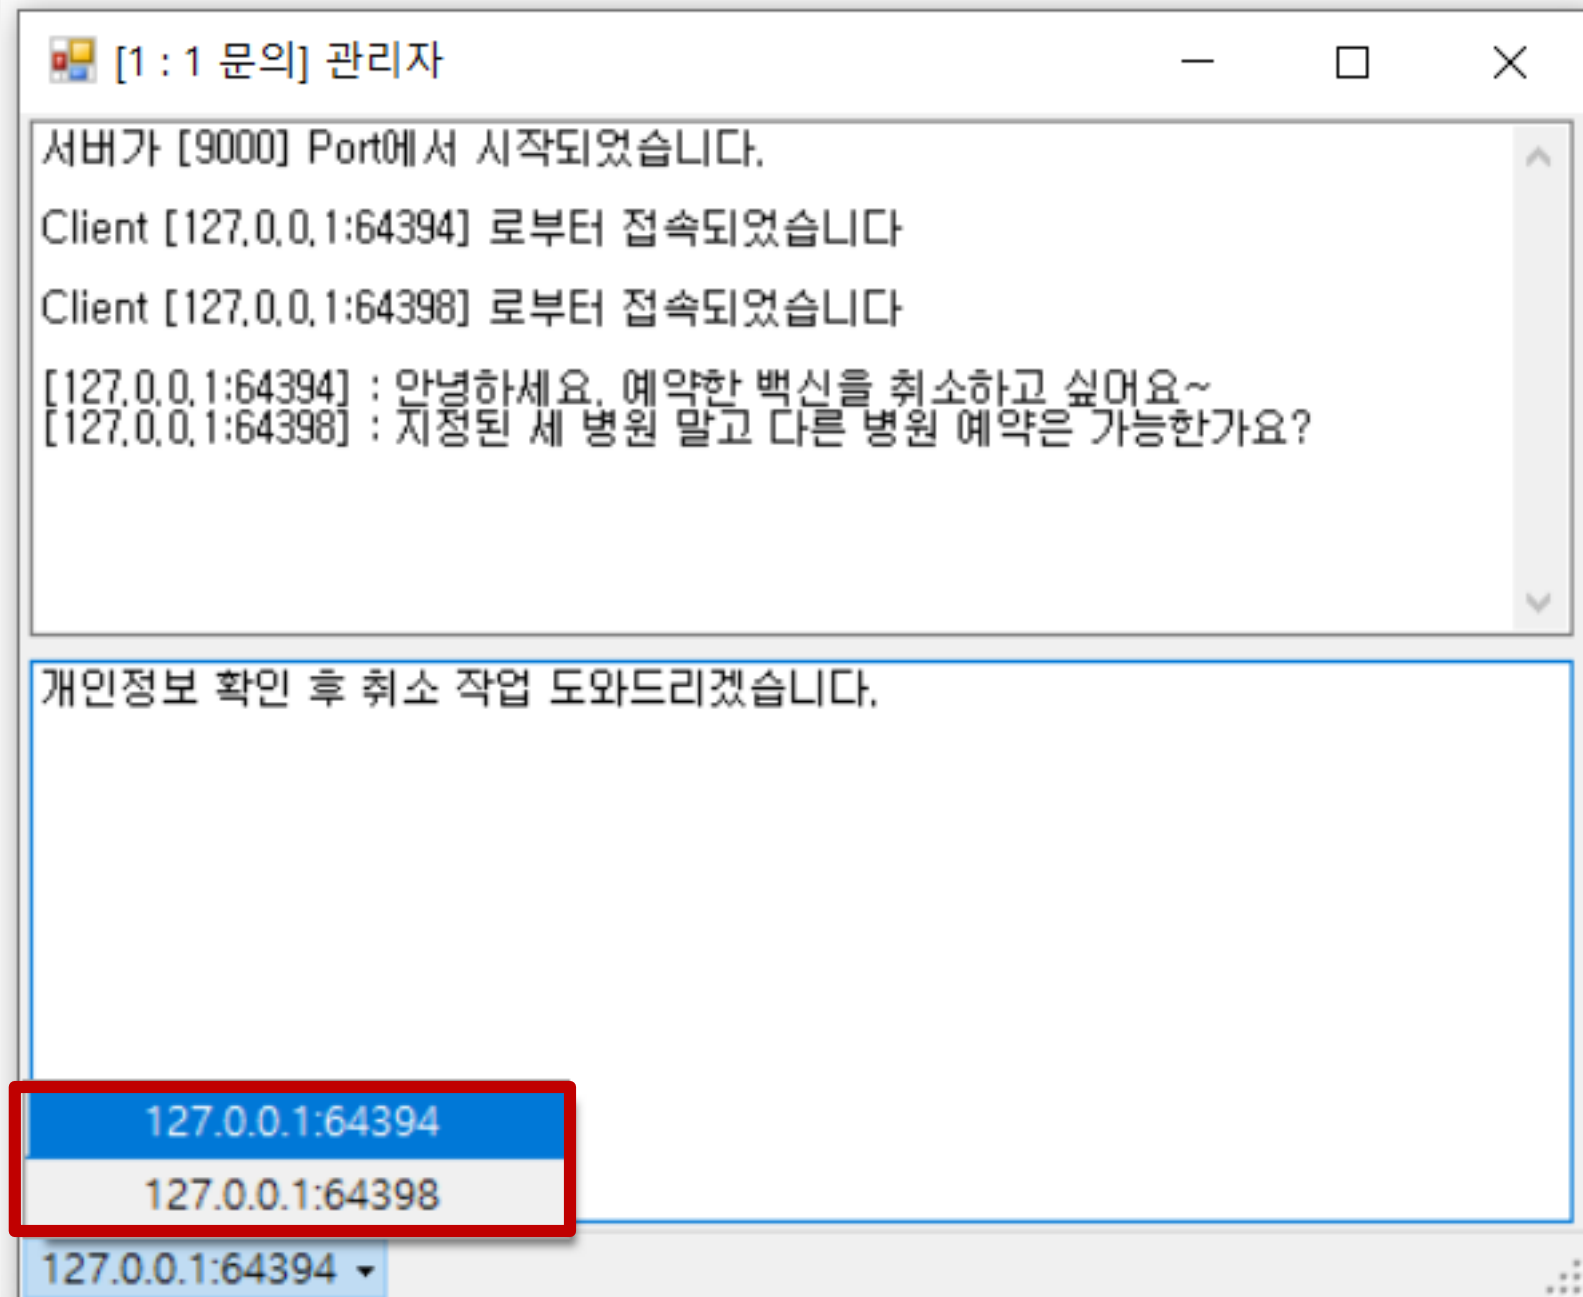 [1 : 1 문의] 관리자
서버가 [9000] Port에서 시작되었습니다.
Client [127.0.0.1:64394] 로부터 접속되었습니다
Client [127.0.0.1:64398] 로부터 접속되었습니다
[127.0.0.1:64394] : 안녕하세요. 예약한 백신을 취소하고 싶어요~
[127.0.0.1:64398] : 지정된 세 병원 말고 다른 병원 예약은 가능한가요?
개인정보 확인 후 취소 작업 도와드리겠습니다.
127.0.0.1:64394
127.0.0.1:64398
127.0.0.1:64394